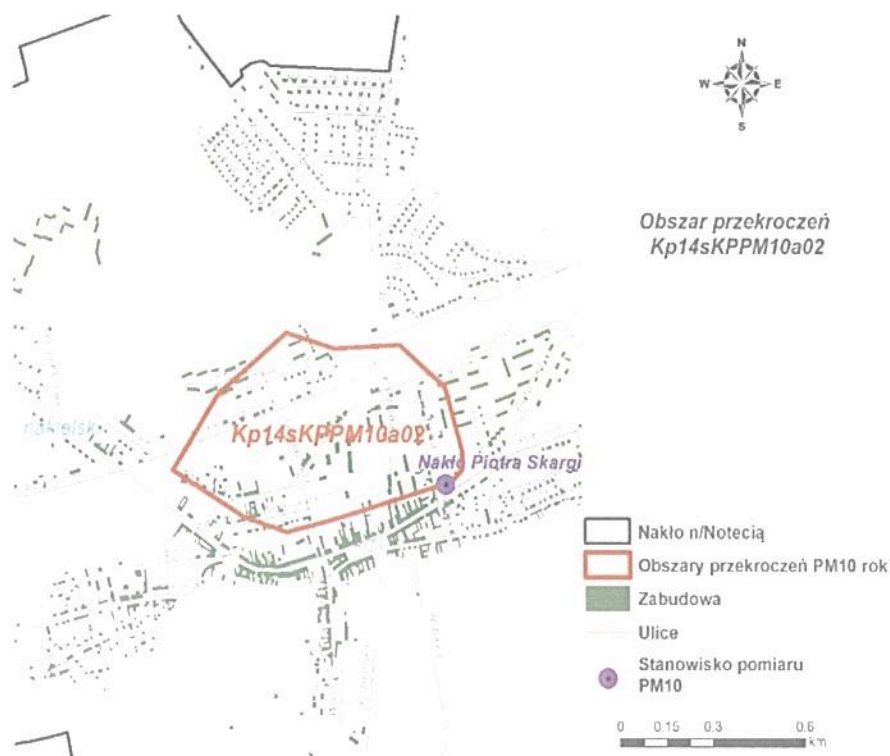 N
W E
S
Obszar przekroczeń
Kp14sKPPM10a02
nakielski
Kp14sKPPM10a02
Nakło Piotra Skargi
Nakło n/Notecią
Obszary przekroczeń PM10 rok
Zabudowa
Ulice
Stanowisko pomiaru
PM10
0 0.15 0.3 0.6
km